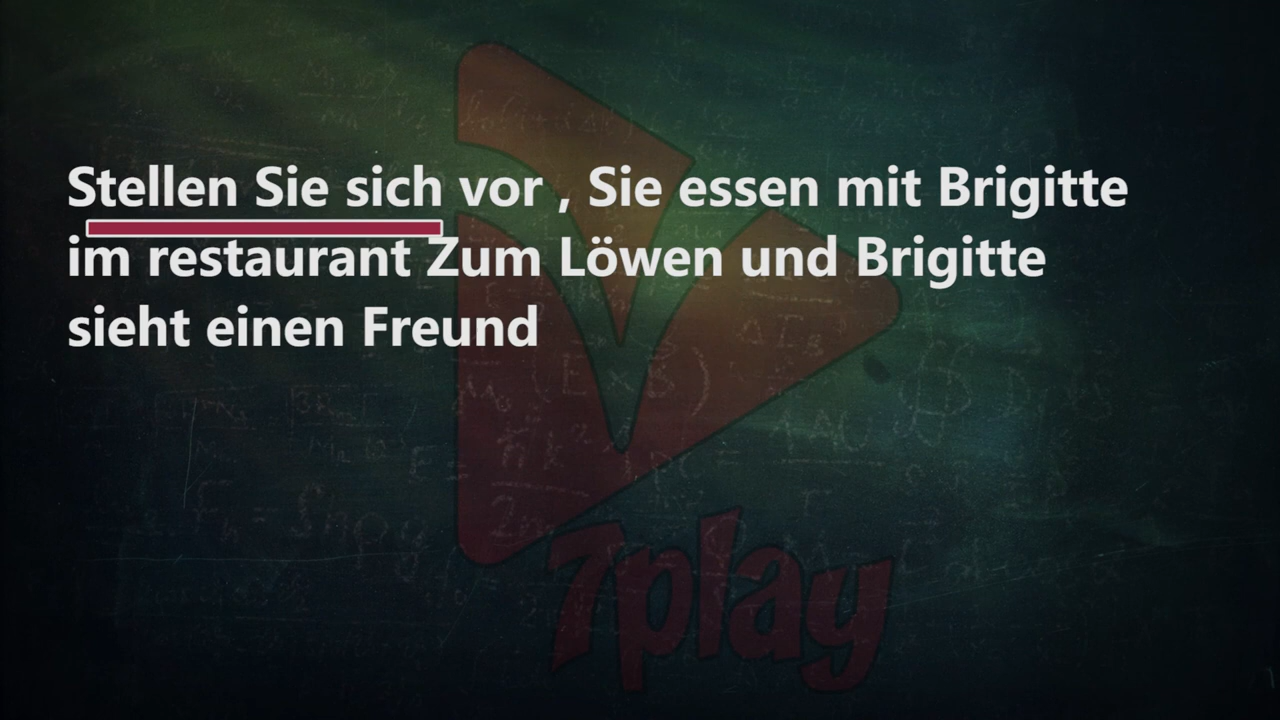 Stellen Sie sich vor , Sie essen mit Brigitte
im restaurant Zum Löwen und Brigitte
sieht einen Freund
7play